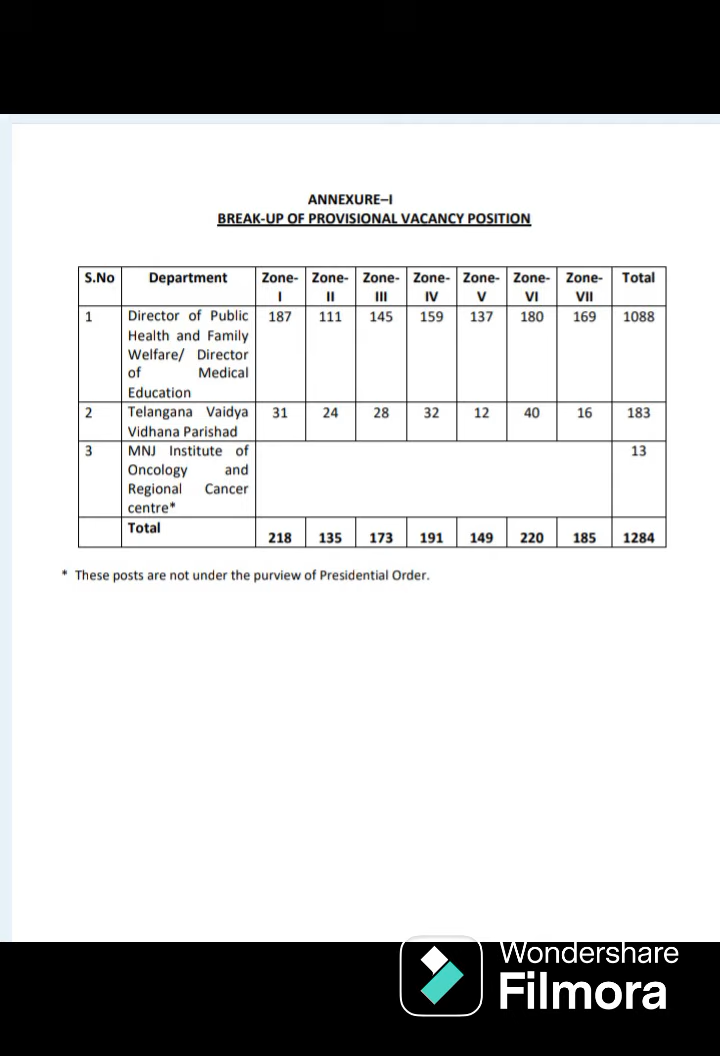 ANNEXURE–I
BREAK-UP OF PROVISIONAL VACANCY POSITION
S.No Department Zone-I Zone-II Zone-III Zone-IV Zone-V Zone-VI Zone-VII Total
1 Director of Public 187 111 145 159 137 180 169 1088
Health and Family
Welfare/ Director
of Medical
Education
2 Telangana Vaidya 31 24 28 32 12 40 16 183
Vidhana Parishad
3 MNJ Institute of 13
Oncology and
Regional Cancer
centre*
Total 218 135 173 191 149 220 185 1284
* These posts are not under the purview of Presidential Order.
Wondershare
Filmora